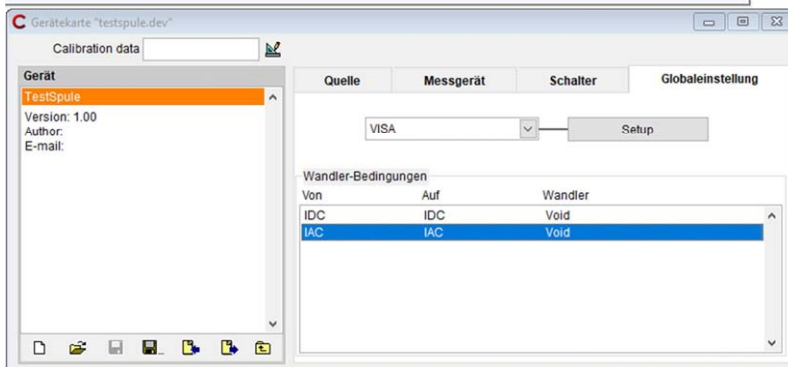 Gerätekarte "testspule.dev"
Calibration data
Gerät
TestSpule
Version: 1.00
Author:
E-mail:
Quelle Messgerät Schalter Globaleinstellung
VISA Setup
Wandler-Bedingungen
Von Auf Wandler
IDC IDC Void
IAC IAC Void